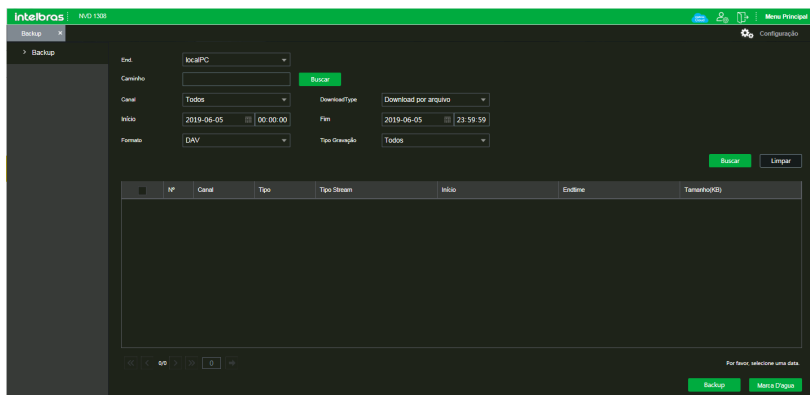 intelbras NVD 1308 Menu Principal
Backup × Configuração
> Backup
End. localPC
Caminho Buscar
Canal Todos DownloadType Download por arquivo
Início 2019-06-05 00:00:00 Fim 2019-06-05 23:59:59
Formato DAV Tipo Gravação Todos
Buscar Limpar
Nº Canal Tipo Tipo Stream Início Endtime Tamanho(KB)
0/0 0 Por favor, selecione uma data.
Backup Marca D'agua